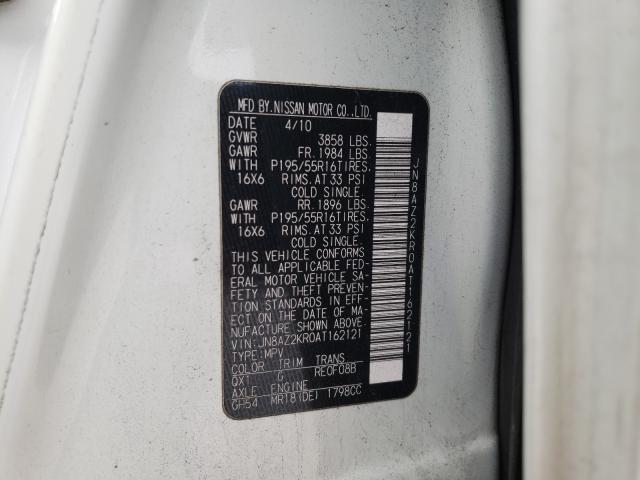 MFD BY.NISSAN MOTOR CO.,LTD.
DATE 4/10
GVWR 3858 LBS.
GAWR FR. 1984 LBS.
WITH P195/55R16TIRES.
16X6 RIMS.AT 33 PSI
COLD SINGLE.
GAWR RR. 1896 LBS.
WITH P195/55R16TIRES.
16X6 RIMS.AT 33 PSI
COLD SINGLE.
THIS VEHICLE CONFORMS
TO ALL APPLICABLE FED-
ERAL MOTOR VEHICLE SA-
FETY AND THEFT PREVEN-
TION STANDARDS IN EFF-
ECT ON THE DATE OF MA-
NUFACTURE SHOWN ABOVE.
VIN:JN8AZ2KR0AT162121
TYPE:MPV
COLOR TRIM TRANS
QX1 G RE0F08B
AXLE ENGINE
GH54 MR18(DE) 1798CC
JN8AZ2KR0AT162121